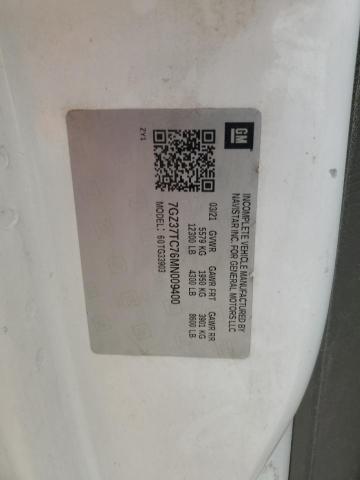 GM
INCOMPLETE VEHICLE MANUFACTURED BY
NAVISTAR INC. FOR GENERAL MOTORS LLC
03/21 GVWR GAWR FRT GAWR RR
5579 KG 1950 KG 3901 KG
12300 LB 4300 LB 8600 LB
7GZ37TC76MN009400
MODEL: 60TG33903
ZY1